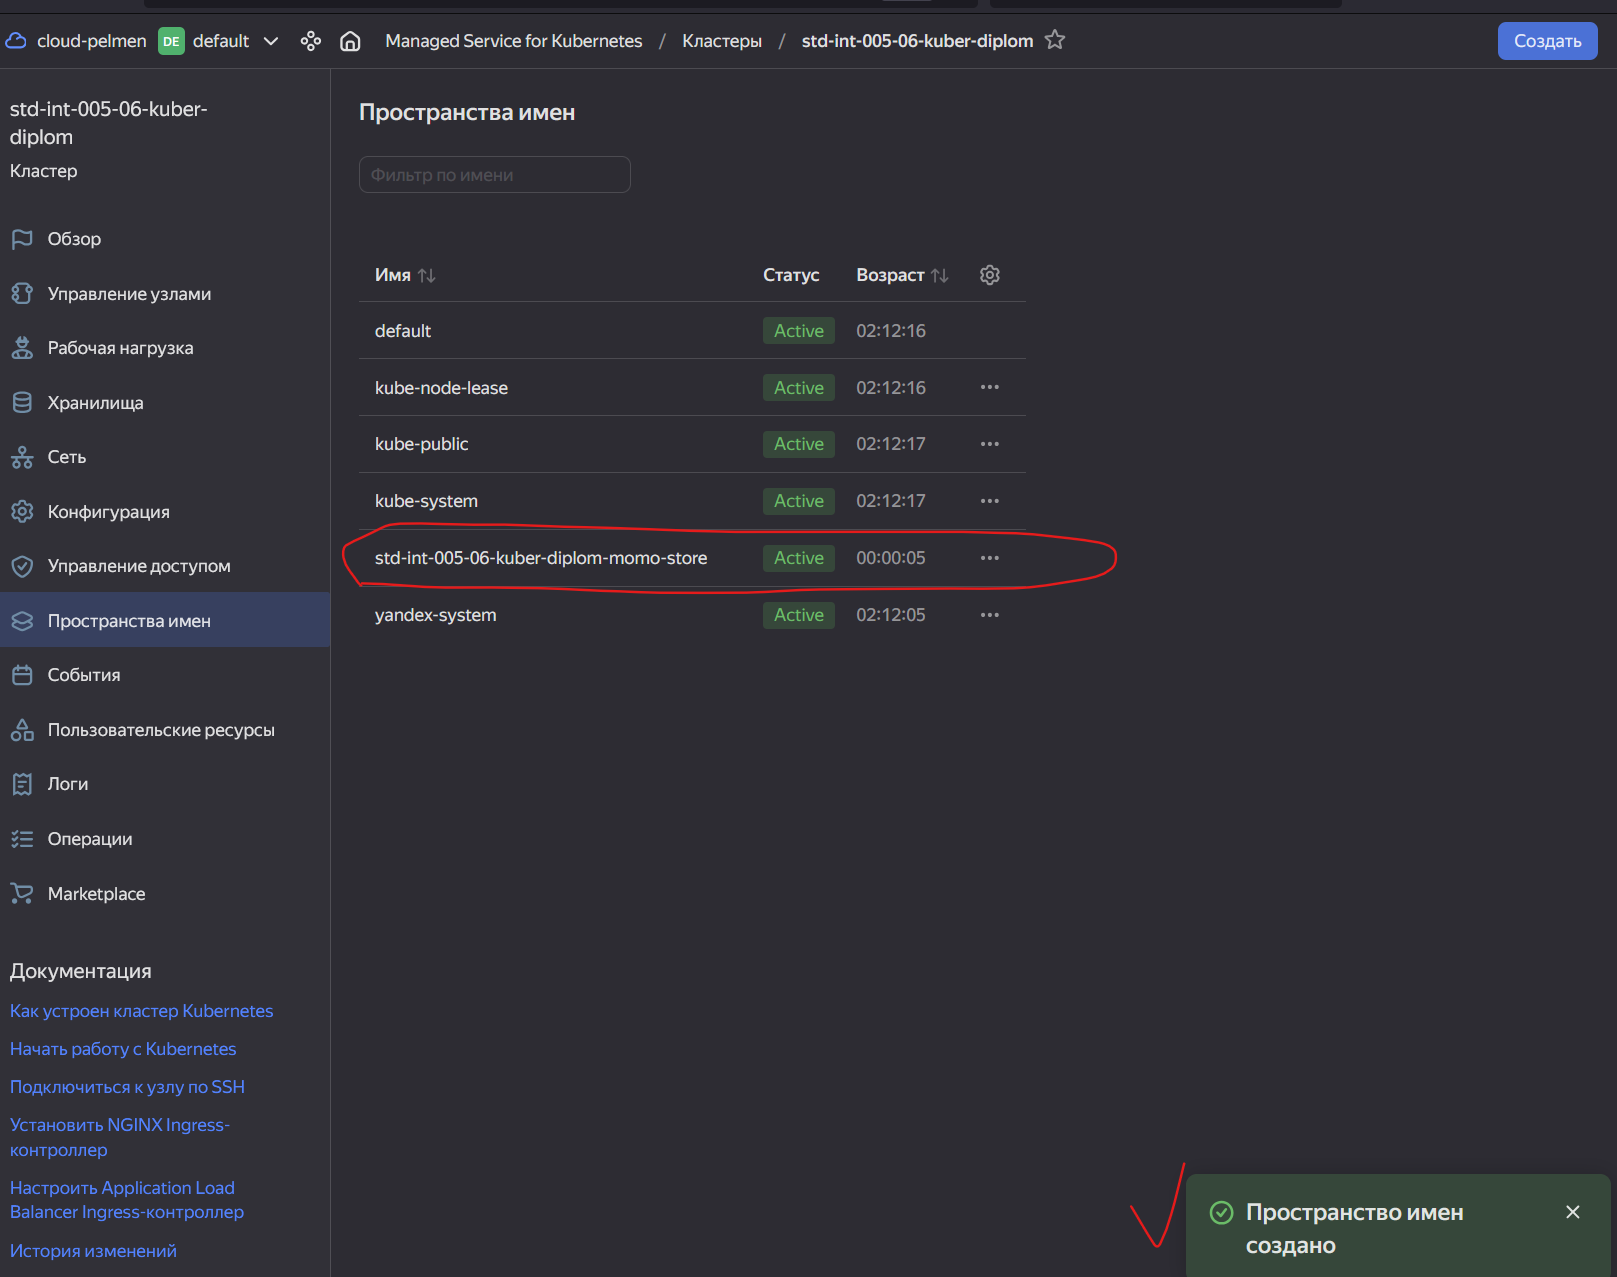 cloud-pelmen DE default Managed Service for Kubernetes / Кластеры / std-int-005-06-kuber-diplom Создать
std-int-005-06-kuber-
diplom
Кластер
Обзор
Управление узлами
Рабочая нагрузка
Хранилища
Сеть
Конфигурация
Управление доступом
Пространства имен
События
Пользовательские ресурсы
Логи
Операции
Marketplace
Документация
Как устроен кластер Kubernetes
Начать работу с Kubernetes
Подключиться к узлу по SSH
Установить NGINX Ingress-
контроллер
Настроить Application Load
Balancer Ingress-контроллер
История изменений
Пространства имен
Фильтр по имени
Имя Статус Возраст
default Active 02:12:16
kube-node-lease Active 02:12:16
kube-public Active 02:12:17
kube-system Active 02:12:17
std-int-005-06-kuber-diplom-momo-store Active 00:00:05
yandex-system Active 02:12:05
Пространство имен
создано